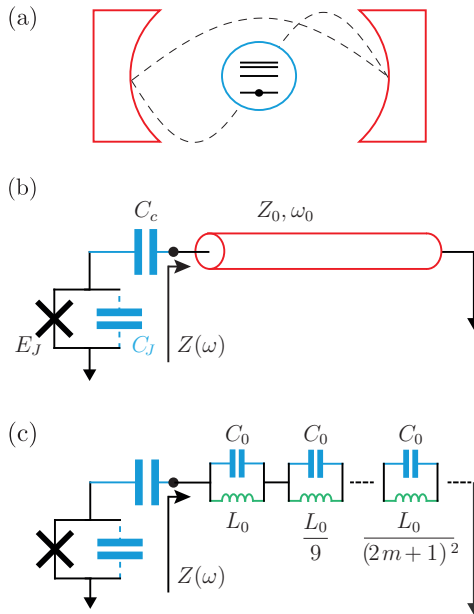 (a)
(b)
C_c
Z_0, ω_0
E_J
C_J
Z(ω)
(c)
C_0 C_0 C_0
L_0
L_0/9
L_0/(2m+1)^2
Z(ω)